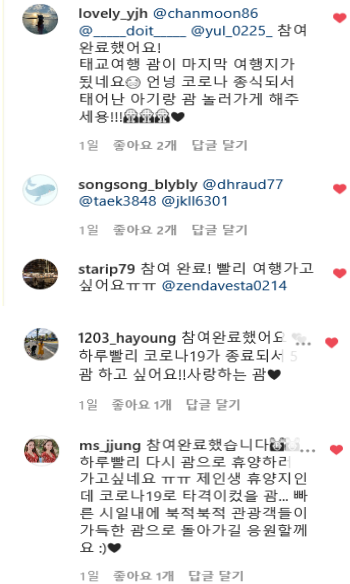 lovely_yjh @chanmoon86
@_____doit_____ @yul_0225_ 참여
완료했어요!
태교여행 괌이 마지막 여행지가
됬네요😂 언넝 코로나 종식되서
태어난 아기랑 괌 놀러가게 해주
세용!!!👨‍👩‍👧👨‍👩‍👧👨‍👩‍👧🖤
1일 좋아요 2개 답글 달기
songsong_blybly @dhraud77
@taek3848 @jkll6301
1일 좋아요 2개 답글 달기
starip79 참여 완료! 빨리 여행가고
싶어요ㅠㅠ @zendavesta0214
1203_hayoung 참여완료했어요
하루빨리 코로나19가 종료되서 5
괌 하고 싶어요!!사랑하는 괌🖤
1일 좋아요 1개 답글 달기
ms_jjung 참여완료했습니다
하루빨리 다시 괌으로 휴양하러
가고싶네요 ㅠㅠ 제인생 휴양지인
데 코로나19로 타격이컸을 괌... 빠
른 시일내에 북적북적 관광객들이
가득한 괌으로 돌아가길 응원할께
요 :)🖤
1일 좋아요 1개 답글 달기